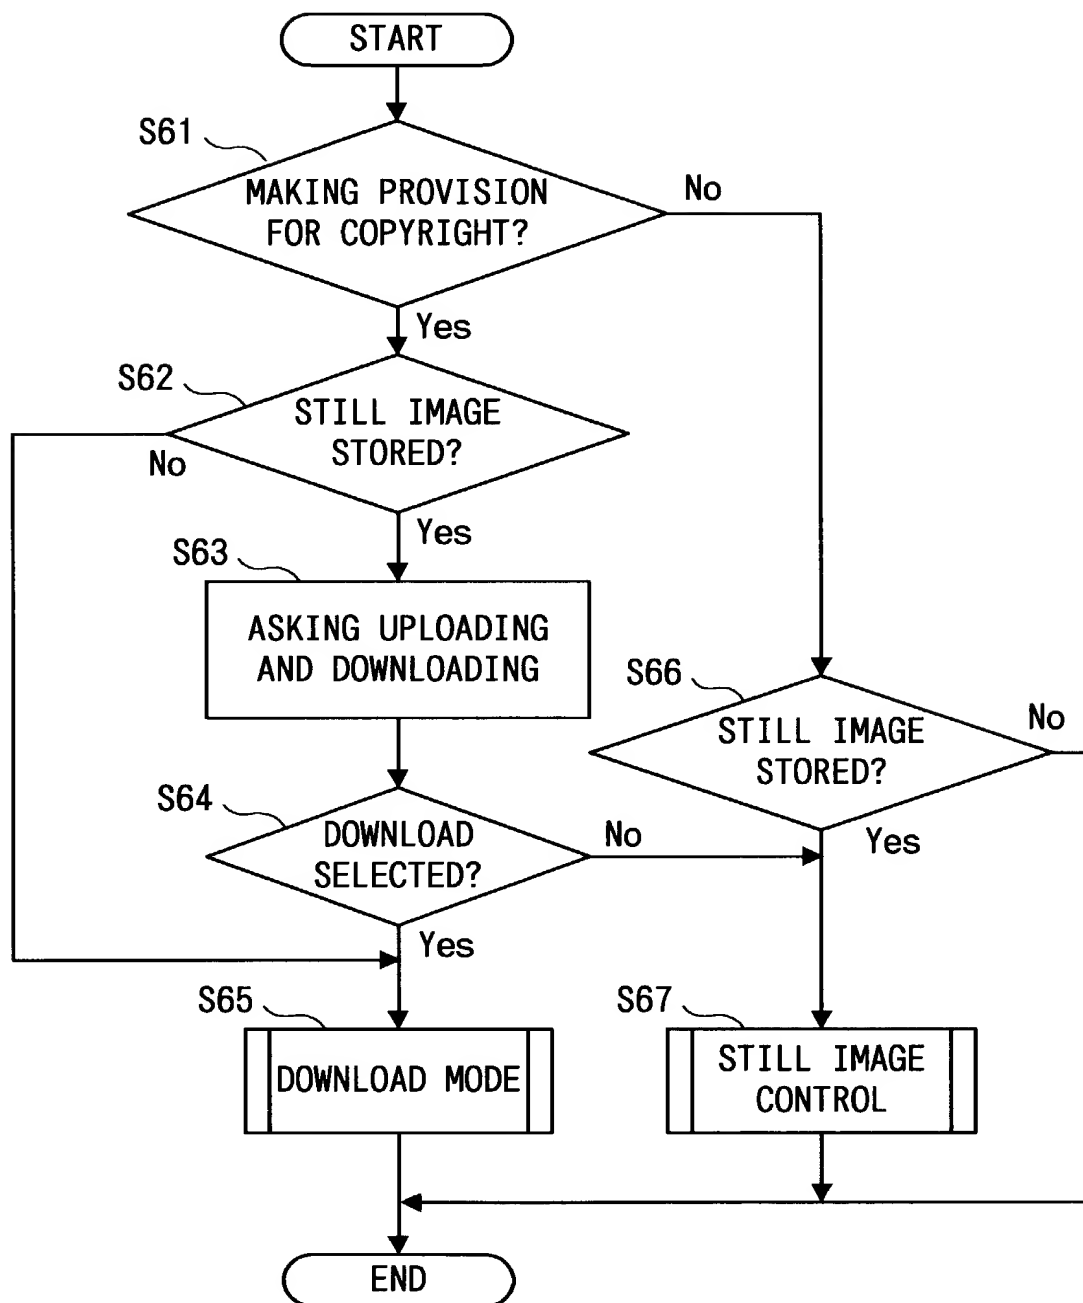 START
S61
MAKING PROVISION
FOR COPYRIGHT?
No
Yes
S62
STILL IMAGE
STORED?
No
Yes
S63
ASKING UPLOADING
AND DOWNLOADING
S66
STILL IMAGE
STORED?
No
Yes
S64
DOWNLOAD
SELECTED?
No
Yes
S65
DOWNLOAD MODE
S67
STILL IMAGE
CONTROL
END